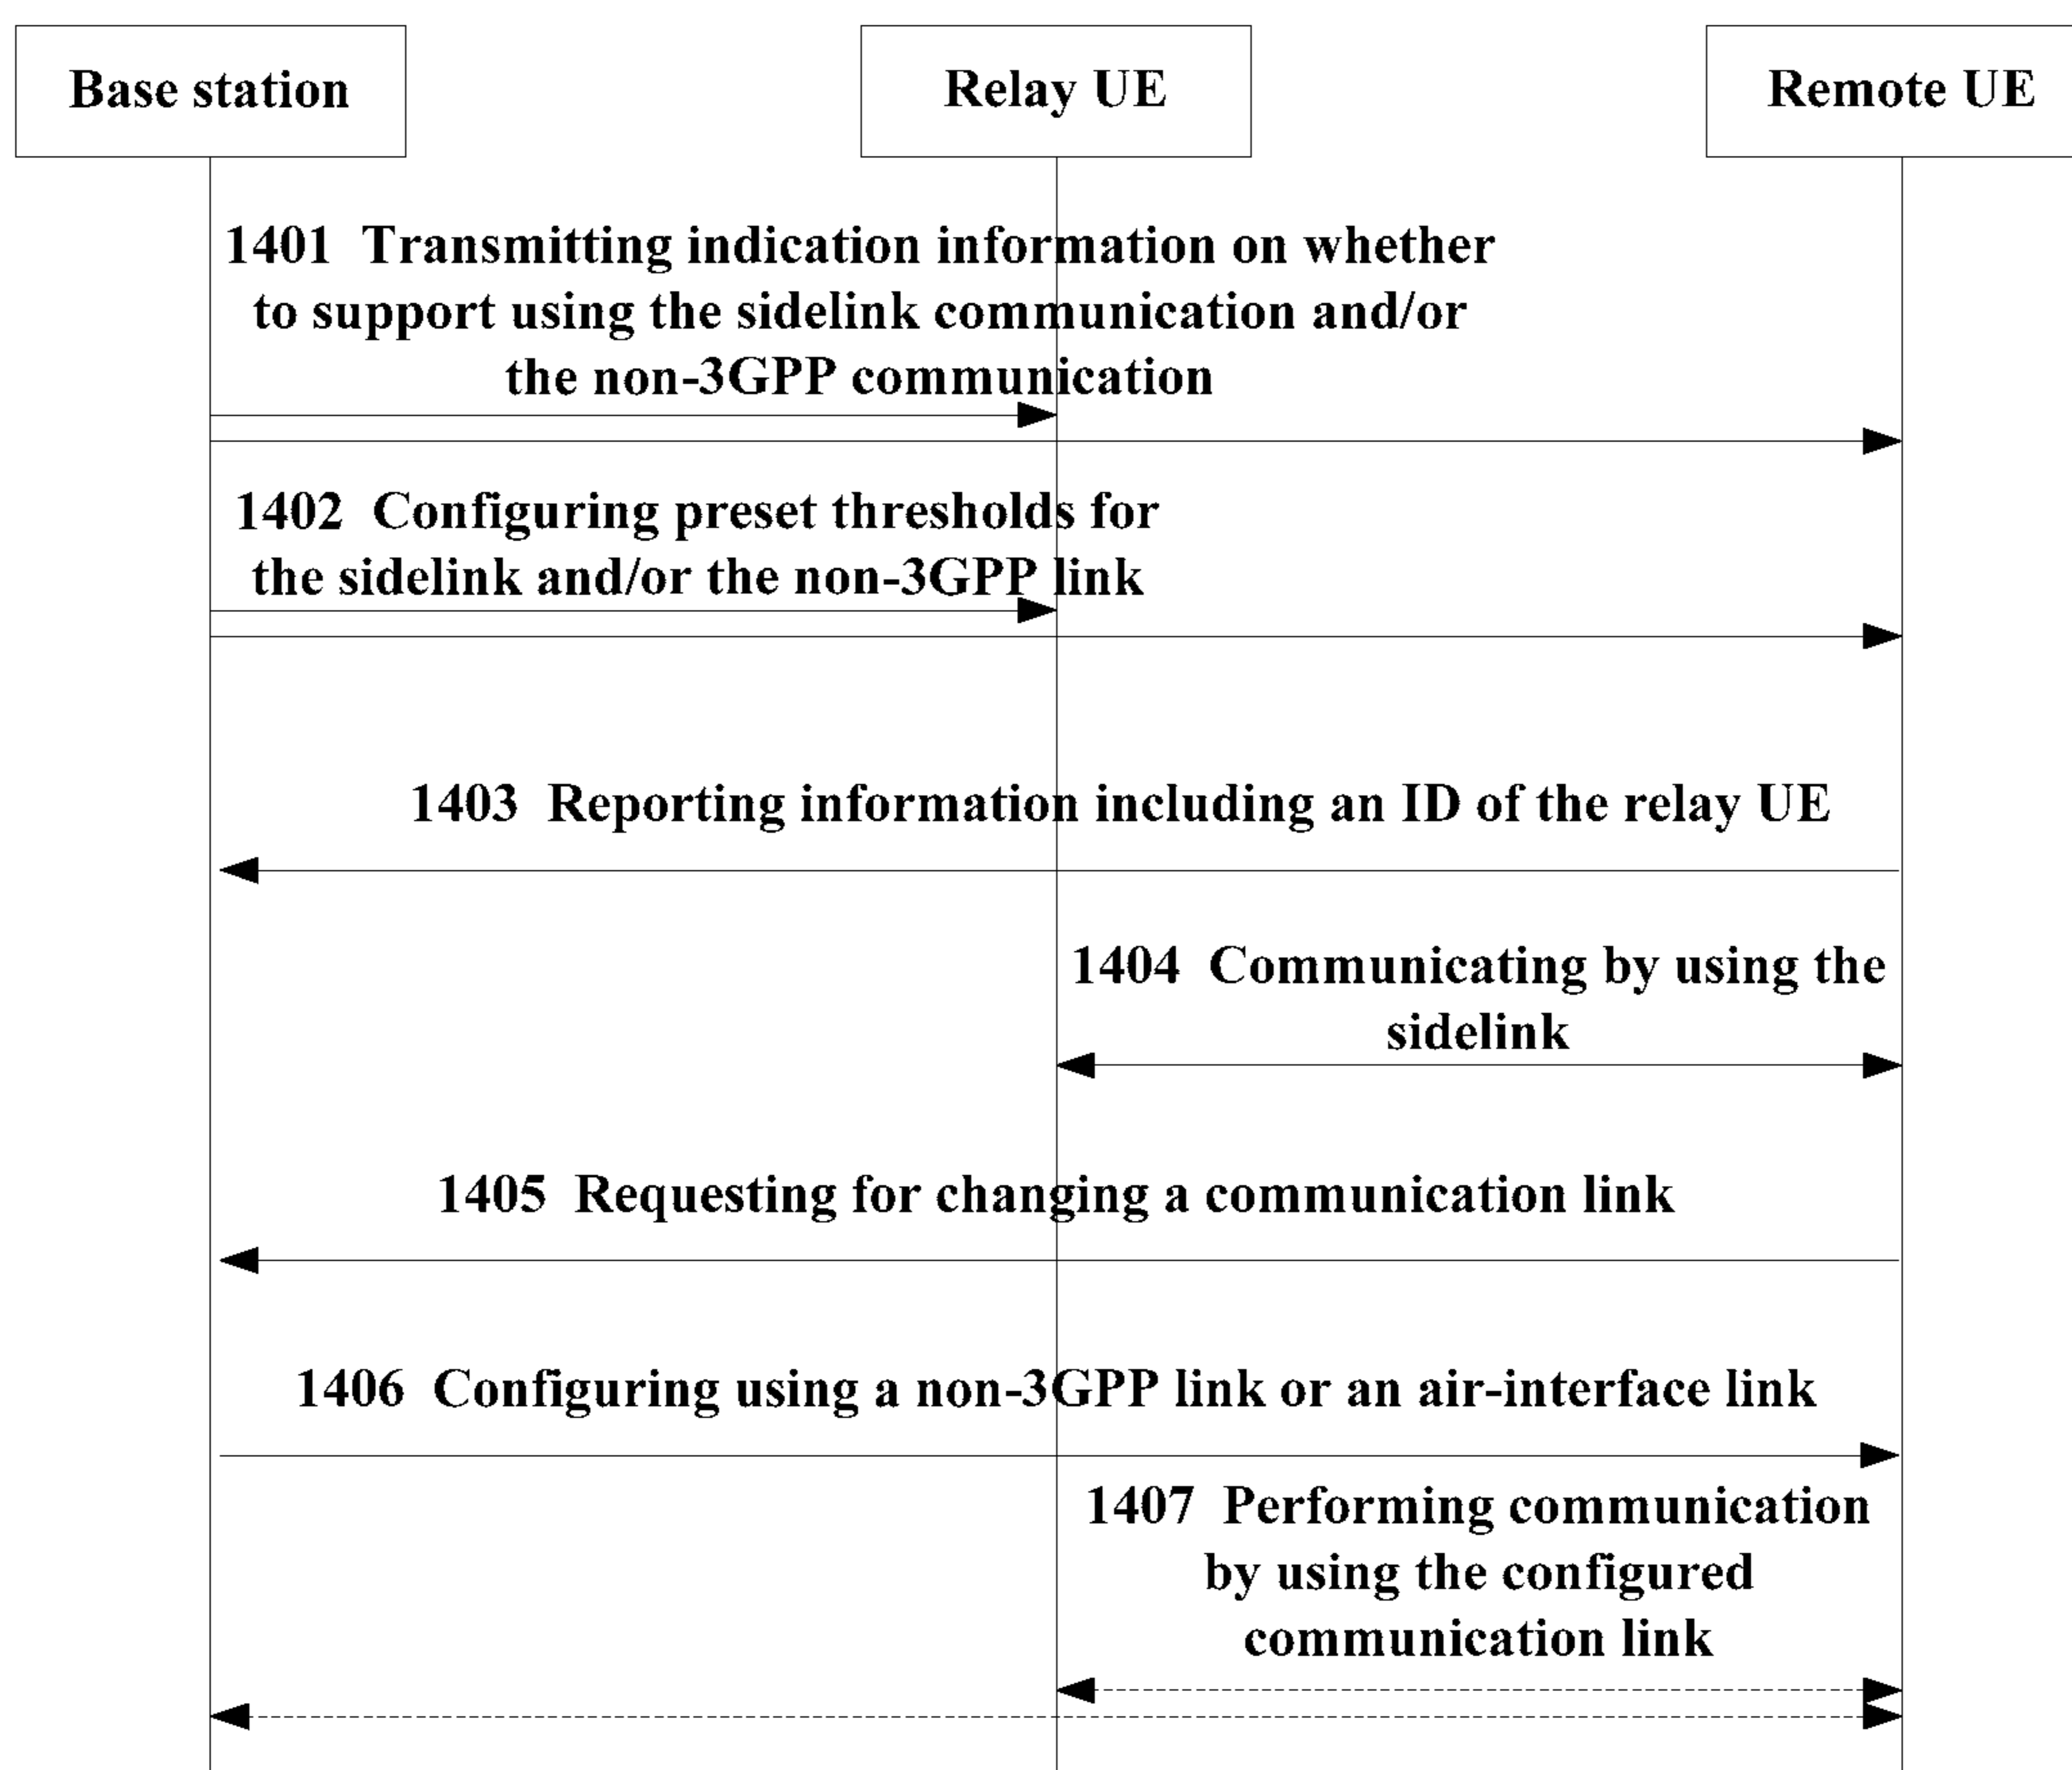 Base station
Relay UE
Remote UE
1401 Transmitting indication information on whether
to support using the sidelink communication and/or
the non-3GPP communication
1402 Configuring preset thresholds for
the sidelink and/or the non-3GPP link
1403 Reporting information including an ID of the relay UE
1404 Communicating by using the
sidelink
1405 Requesting for changing a communication link
1406 Configuring using a non-3GPP link or an air-interface link
1407 Performing communication
by using the configured
communication link